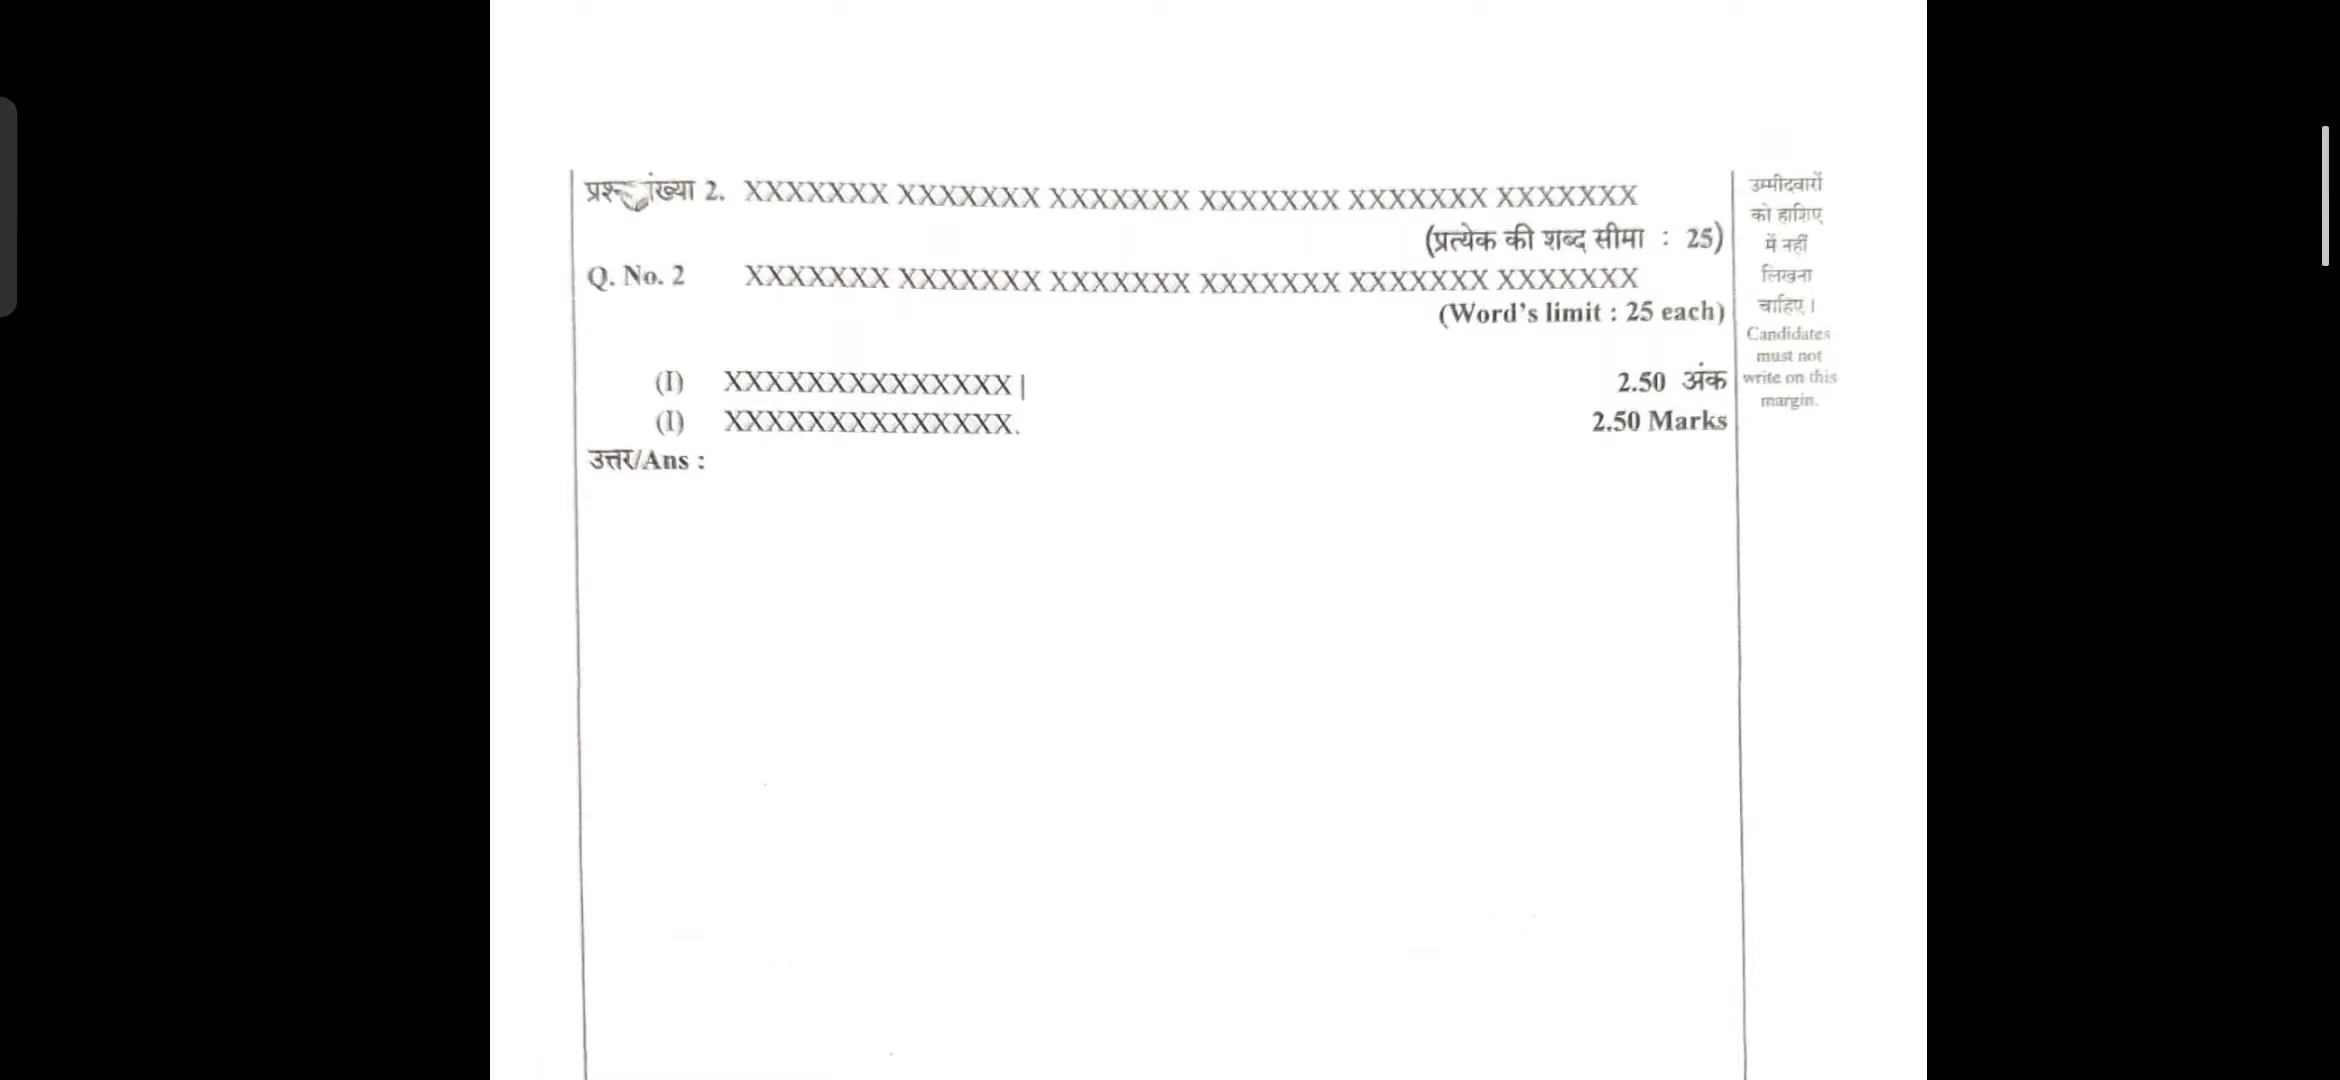 प्रश्न संख्या 2. XXXXXXX XXXXXXX XXXXXXX XXXXXXX XXXXXXX XXXXXXX
(प्रत्येक की शब्द सीमा : 25)
Q. No. 2 XXXXXXX XXXXXXX XXXXXXX XXXXXXX XXXXXXX XXXXXXX
(Word's limit : 25 each)
(I) XXXXXXXXXXXXXX| 2.50 अंक
(I) XXXXXXXXXXXXXX. 2.50 Marks
उत्तर/Ans :
उम्मीदवारों
को हाशिए
में नहीं
लिखना
चाहिए।
Candidates
must not
write on this
margin.